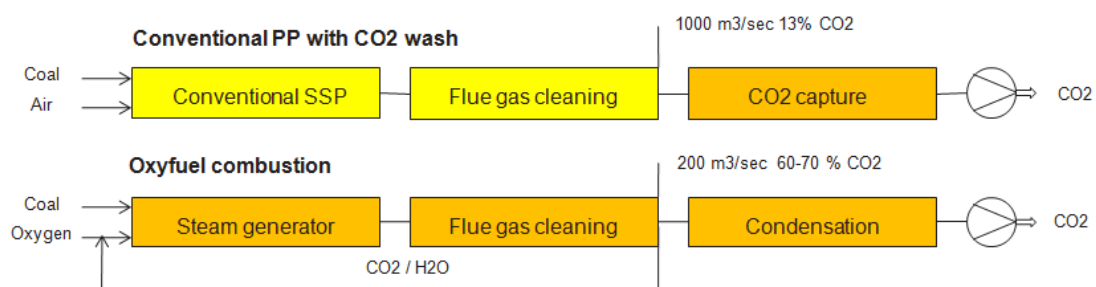 1000 m3/sec 13% CO2
Conventional PP with CO2 wash
Coal
Air
Conventional SSP
Flue gas cleaning
CO2 capture
CO2
Oxyfuel combustion
200 m3/sec 60-70 % CO2
Coal
Oxygen
Steam generator
Flue gas cleaning
Condensation
CO2
CO2 / H2O